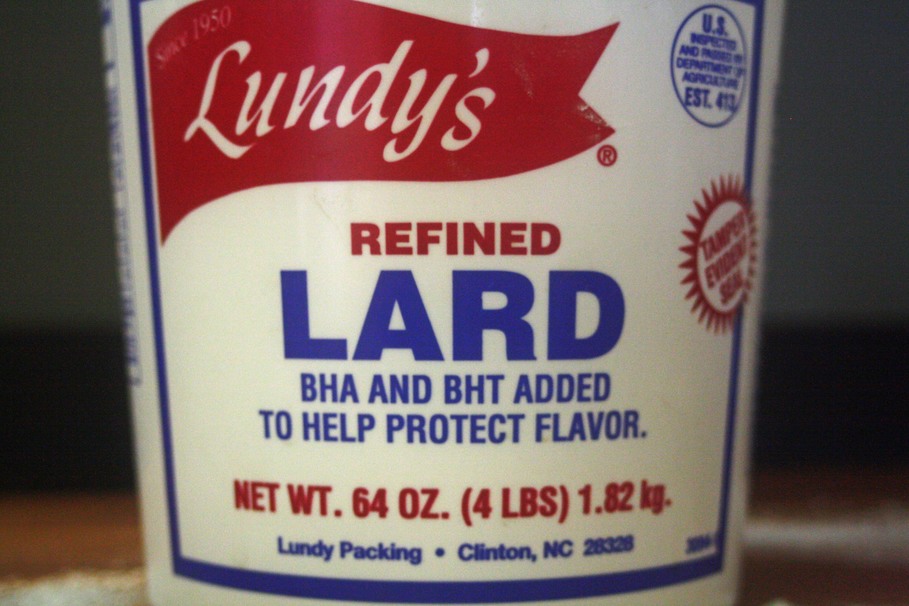 Since 1950
Lundy's
®
U.S.
INSPECTED
AND PASSED BY
DEPARTMENT OF
AGRICULTURE
EST. 413
REFINED
LARD
BHA AND BHT ADDED
TO HELP PROTECT FLAVOR.
TAMPER
EVIDENT
SEAL
NET WT. 64 OZ. (4 LBS) 1.82 kg.
Lundy Packing • Clinton, NC 28328